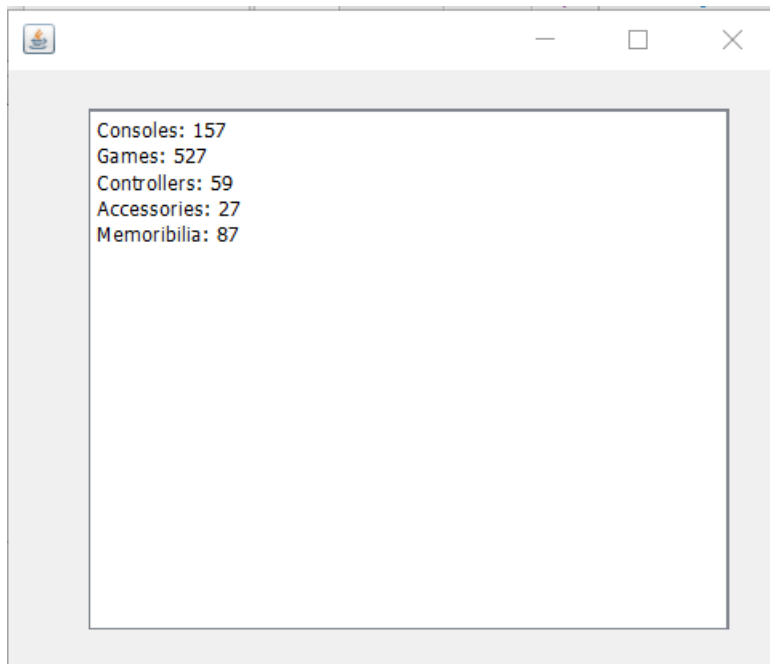 Consoles: 157
Games: 527
Controllers: 59
Accessories: 27
Memoribilia: 87